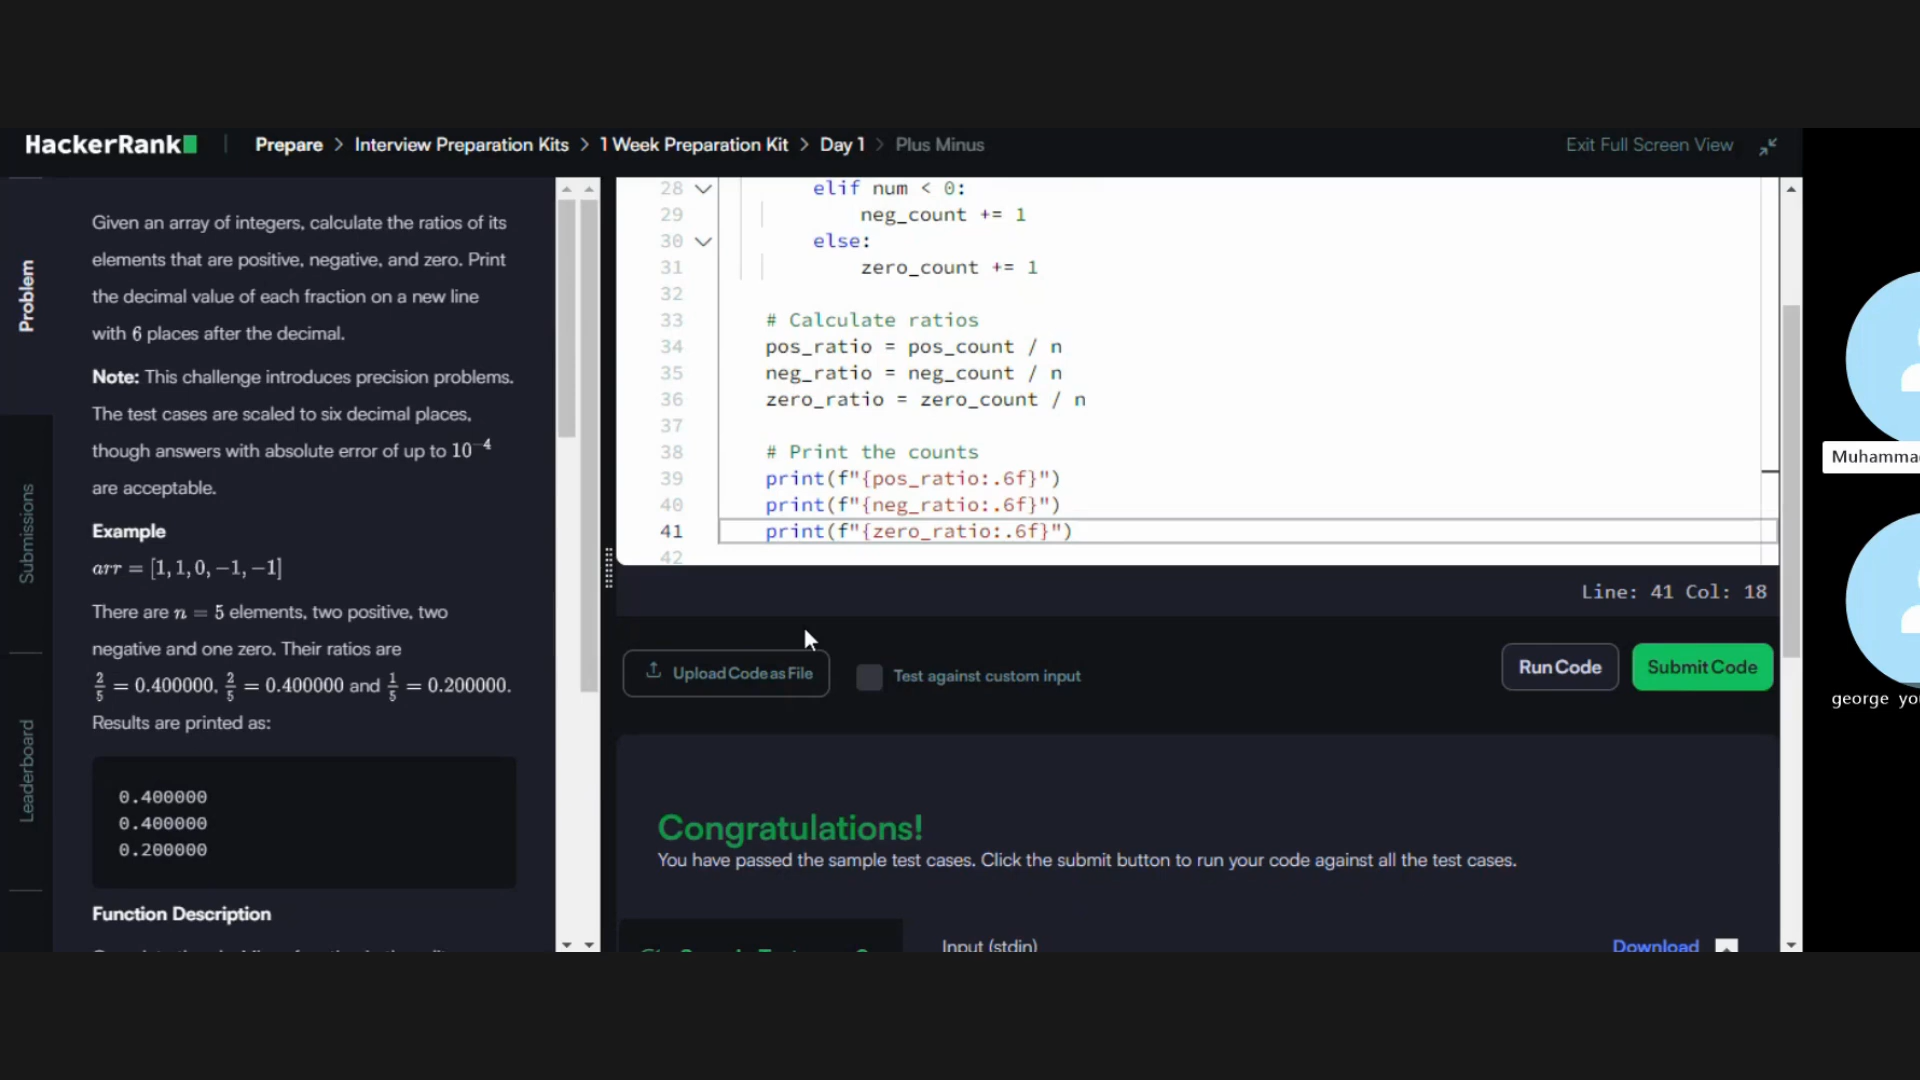 HackerRank
Prepare > Interview Preparation Kits > 1 Week Preparation Kit > Day 1 > Plus Minus
Exit Full Screen View
Problem
Submissions
Leaderboard
Given an array of integers, calculate the ratios of its
elements that are positive, negative, and zero. Print
the decimal value of each fraction on a new line
with 6 places after the decimal.
Note: This challenge introduces precision problems.
The test cases are scaled to six decimal places,
though answers with absolute error of up to 10⁻⁴
are acceptable.
Example
arr = [1, 1, 0, −1, −1]
There are n = 5 elements, two positive, two
negative and one zero. Their ratios are
2/5 = 0.400000, 2/5 = 0.400000 and 1/5 = 0.200000.
Results are printed as:
0.400000
0.400000
0.200000
Function Description
28 elif num < 0:
29 neg_count += 1
30 else:
31 zero_count += 1
32
33 # Calculate ratios
34 pos_ratio = pos_count / n
35 neg_ratio = neg_count / n
36 zero_ratio = zero_count / n
37
38 # Print the counts
39 print(f"{pos_ratio:.6f}")
40 print(f"{neg_ratio:.6f}")
41 print(f"{zero_ratio:.6f}")
42
Line: 41 Col: 18
Upload Code as File
Test against custom input
Run Code
Submit Code
Congratulations!
You have passed the sample test cases. Click the submit button to run your code against all the test cases.
Input (stdin)
Download
Muhamma
george you